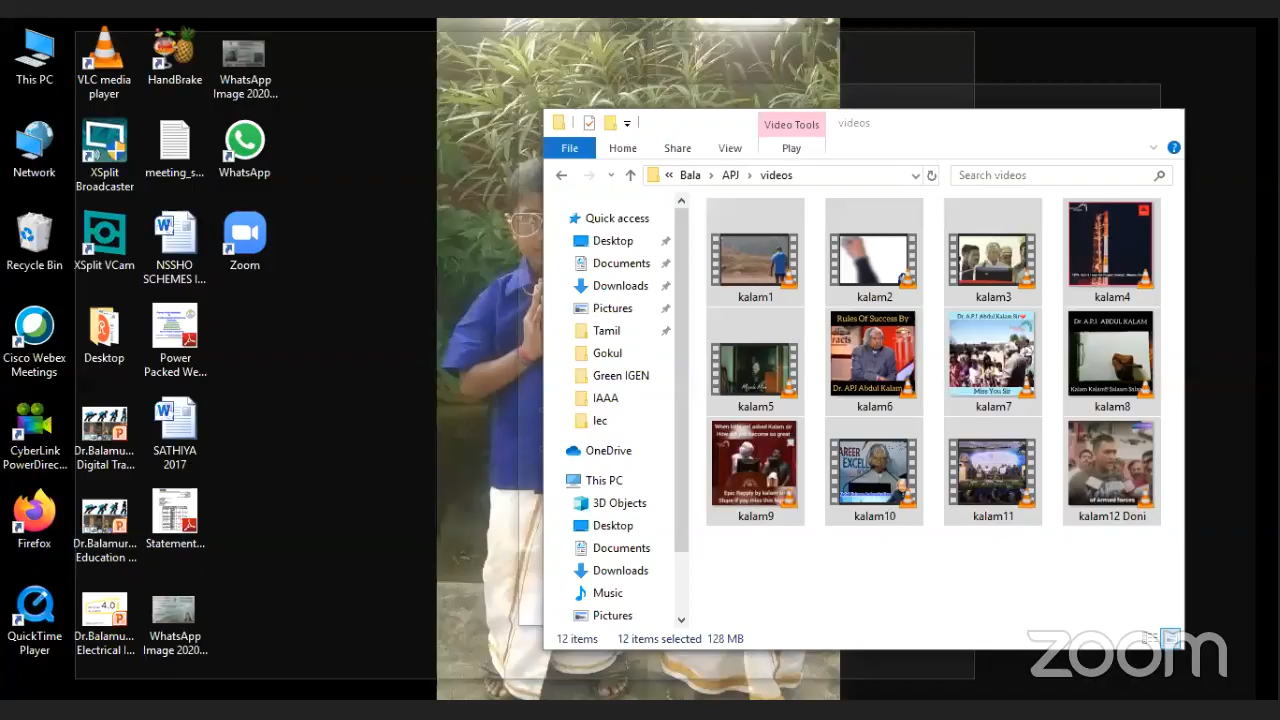 This PC
VLC media
player
HandBrake
WhatsApp
Image 2020...
Network
XSplit
Broadcaster
meeting_s...
WhatsApp
Recycle Bin
XSplit VCam
NSSHO
SCHEMES I...
Zoom
Cisco Webex
Meetings
Desktop
Power
Packed We...
CyberLink
PowerDirec...
Dr.Balamu...
Digital Tra...
SATHIYA
2017
Firefox
Dr.Balamur...
Education ...
Statement...
QuickTime
Player
Dr.Balamu...
Electrical I...
WhatsApp
Image 2020...
Video Tools
videos
File
Home
Share
View
Play
« Bala > APJ > videos
Search videos
Quick access
Desktop
Documents
Downloads
Pictures
Tamil
Gokul
Green IGEN
IAAA
lec
OneDrive
This PC
3D Objects
Desktop
Documents
Downloads
Music
Pictures
kalam1
kalam2
kalam3
kalam4
Rules Of Success By
Dr. APJ Abdul Kalam
Dr. A.P.J Abdul Kalam Sir
Miss You Sir
Dr A.P.J ABDUL KALAM
kalam5
kalam6
kalam7
kalam8
kalam9
kalam10
kalam11
of Armed forces
kalam12 Doni
12 items
12 items selected
128 MB
zoom